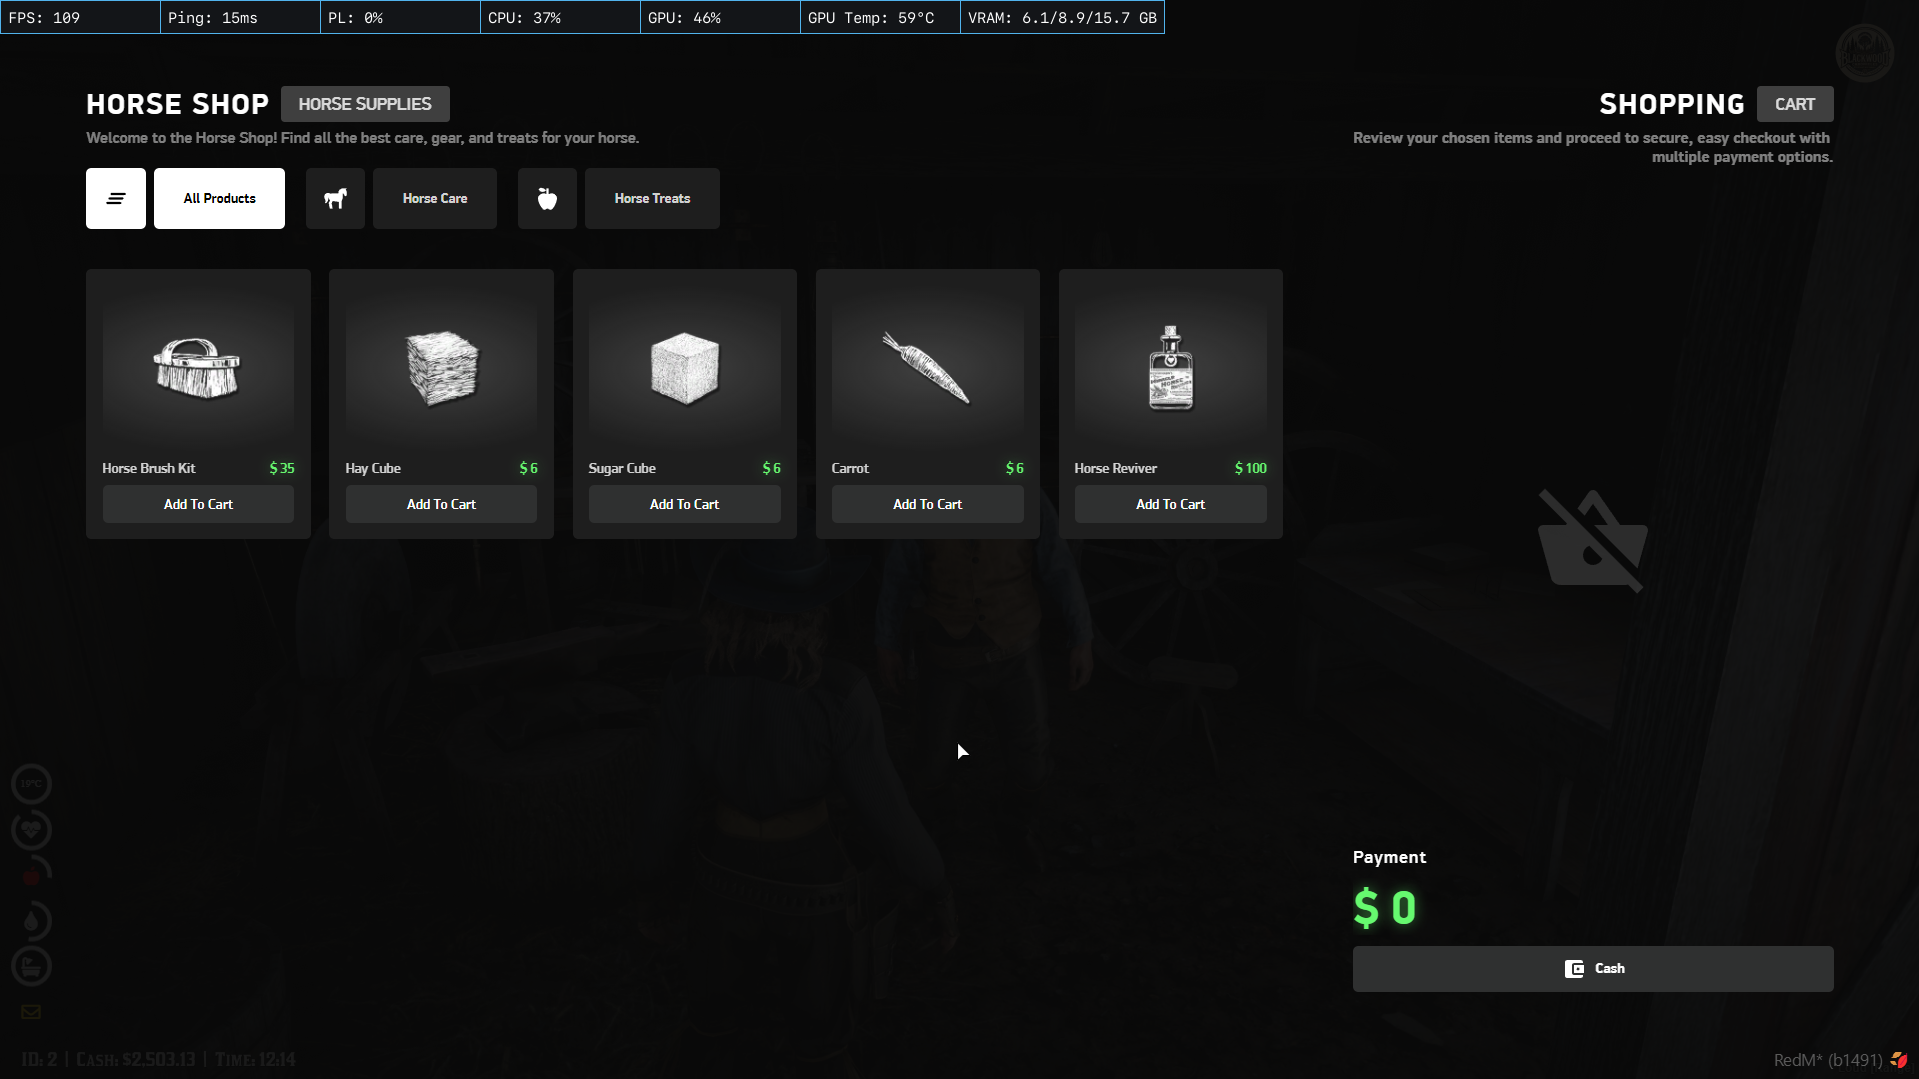 FPS: 109 Ping: 15ms PL: 0% CPU: 37% GPU: 46% GPU Temp: 59°C VRAM: 6.1/8.9/15.7 GB
HORSE SHOP HORSE SUPPLIES
Welcome to the Horse Shop! Find all the best care, gear, and treats for your horse.
SHOPPING CART
Review your chosen items and proceed to secure, easy checkout with
multiple payment options.
All Products Horse Care Horse Treats
Horse Brush Kit $ 35
Add To Cart
Hay Cube $ 6
Add To Cart
Sugar Cube $ 6
Add To Cart
Carrot $ 6
Add To Cart
Horse Reviver $ 100
Add To Cart
19°C
Payment
$ 0
Cash
ID: 2 | CASH: $2,503.13 | TIME: 12:14
RedM* (b1491)